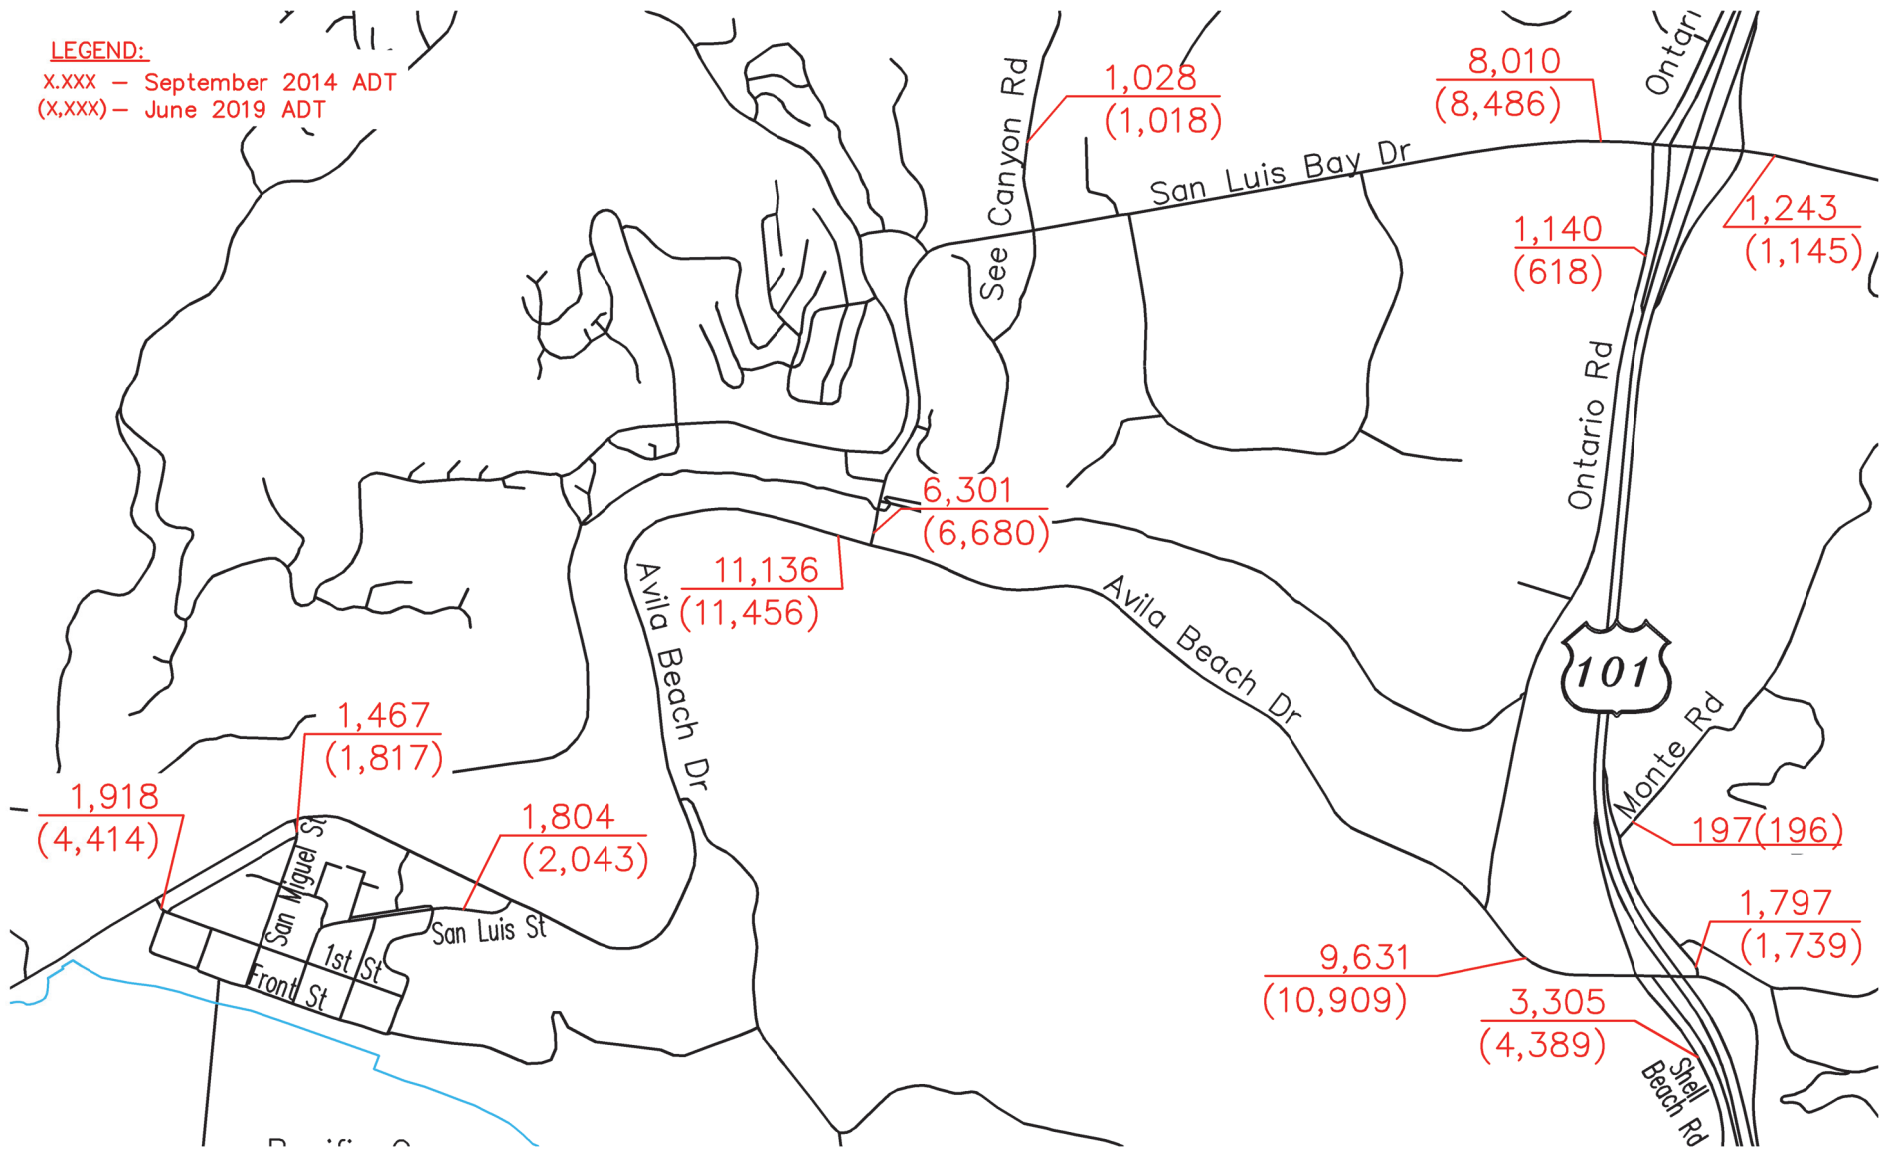 LEGEND:
X.XXX — September 2014 ADT
(X,XXX) — June 2019 ADT
See Canyon Rd
1,028
(1,018)
8,010
(8,486)
San Luis Bay Dr
1,243
(1,145)
1,140
(618)
Ontario Rd
6,301
(6,680)
11,136
(11,456)
Avila Beach Dr
Avila Beach Dr
101
Monte Rd
1,467
(1,817)
1,918
(4,414)
1,804
(2,043)
197(196)
San Miguel St
San Luis St
1st St
Front St
1,797
(1,739)
9,631
(10,909)
3,305
(4,389)
Shell
Beach Rd